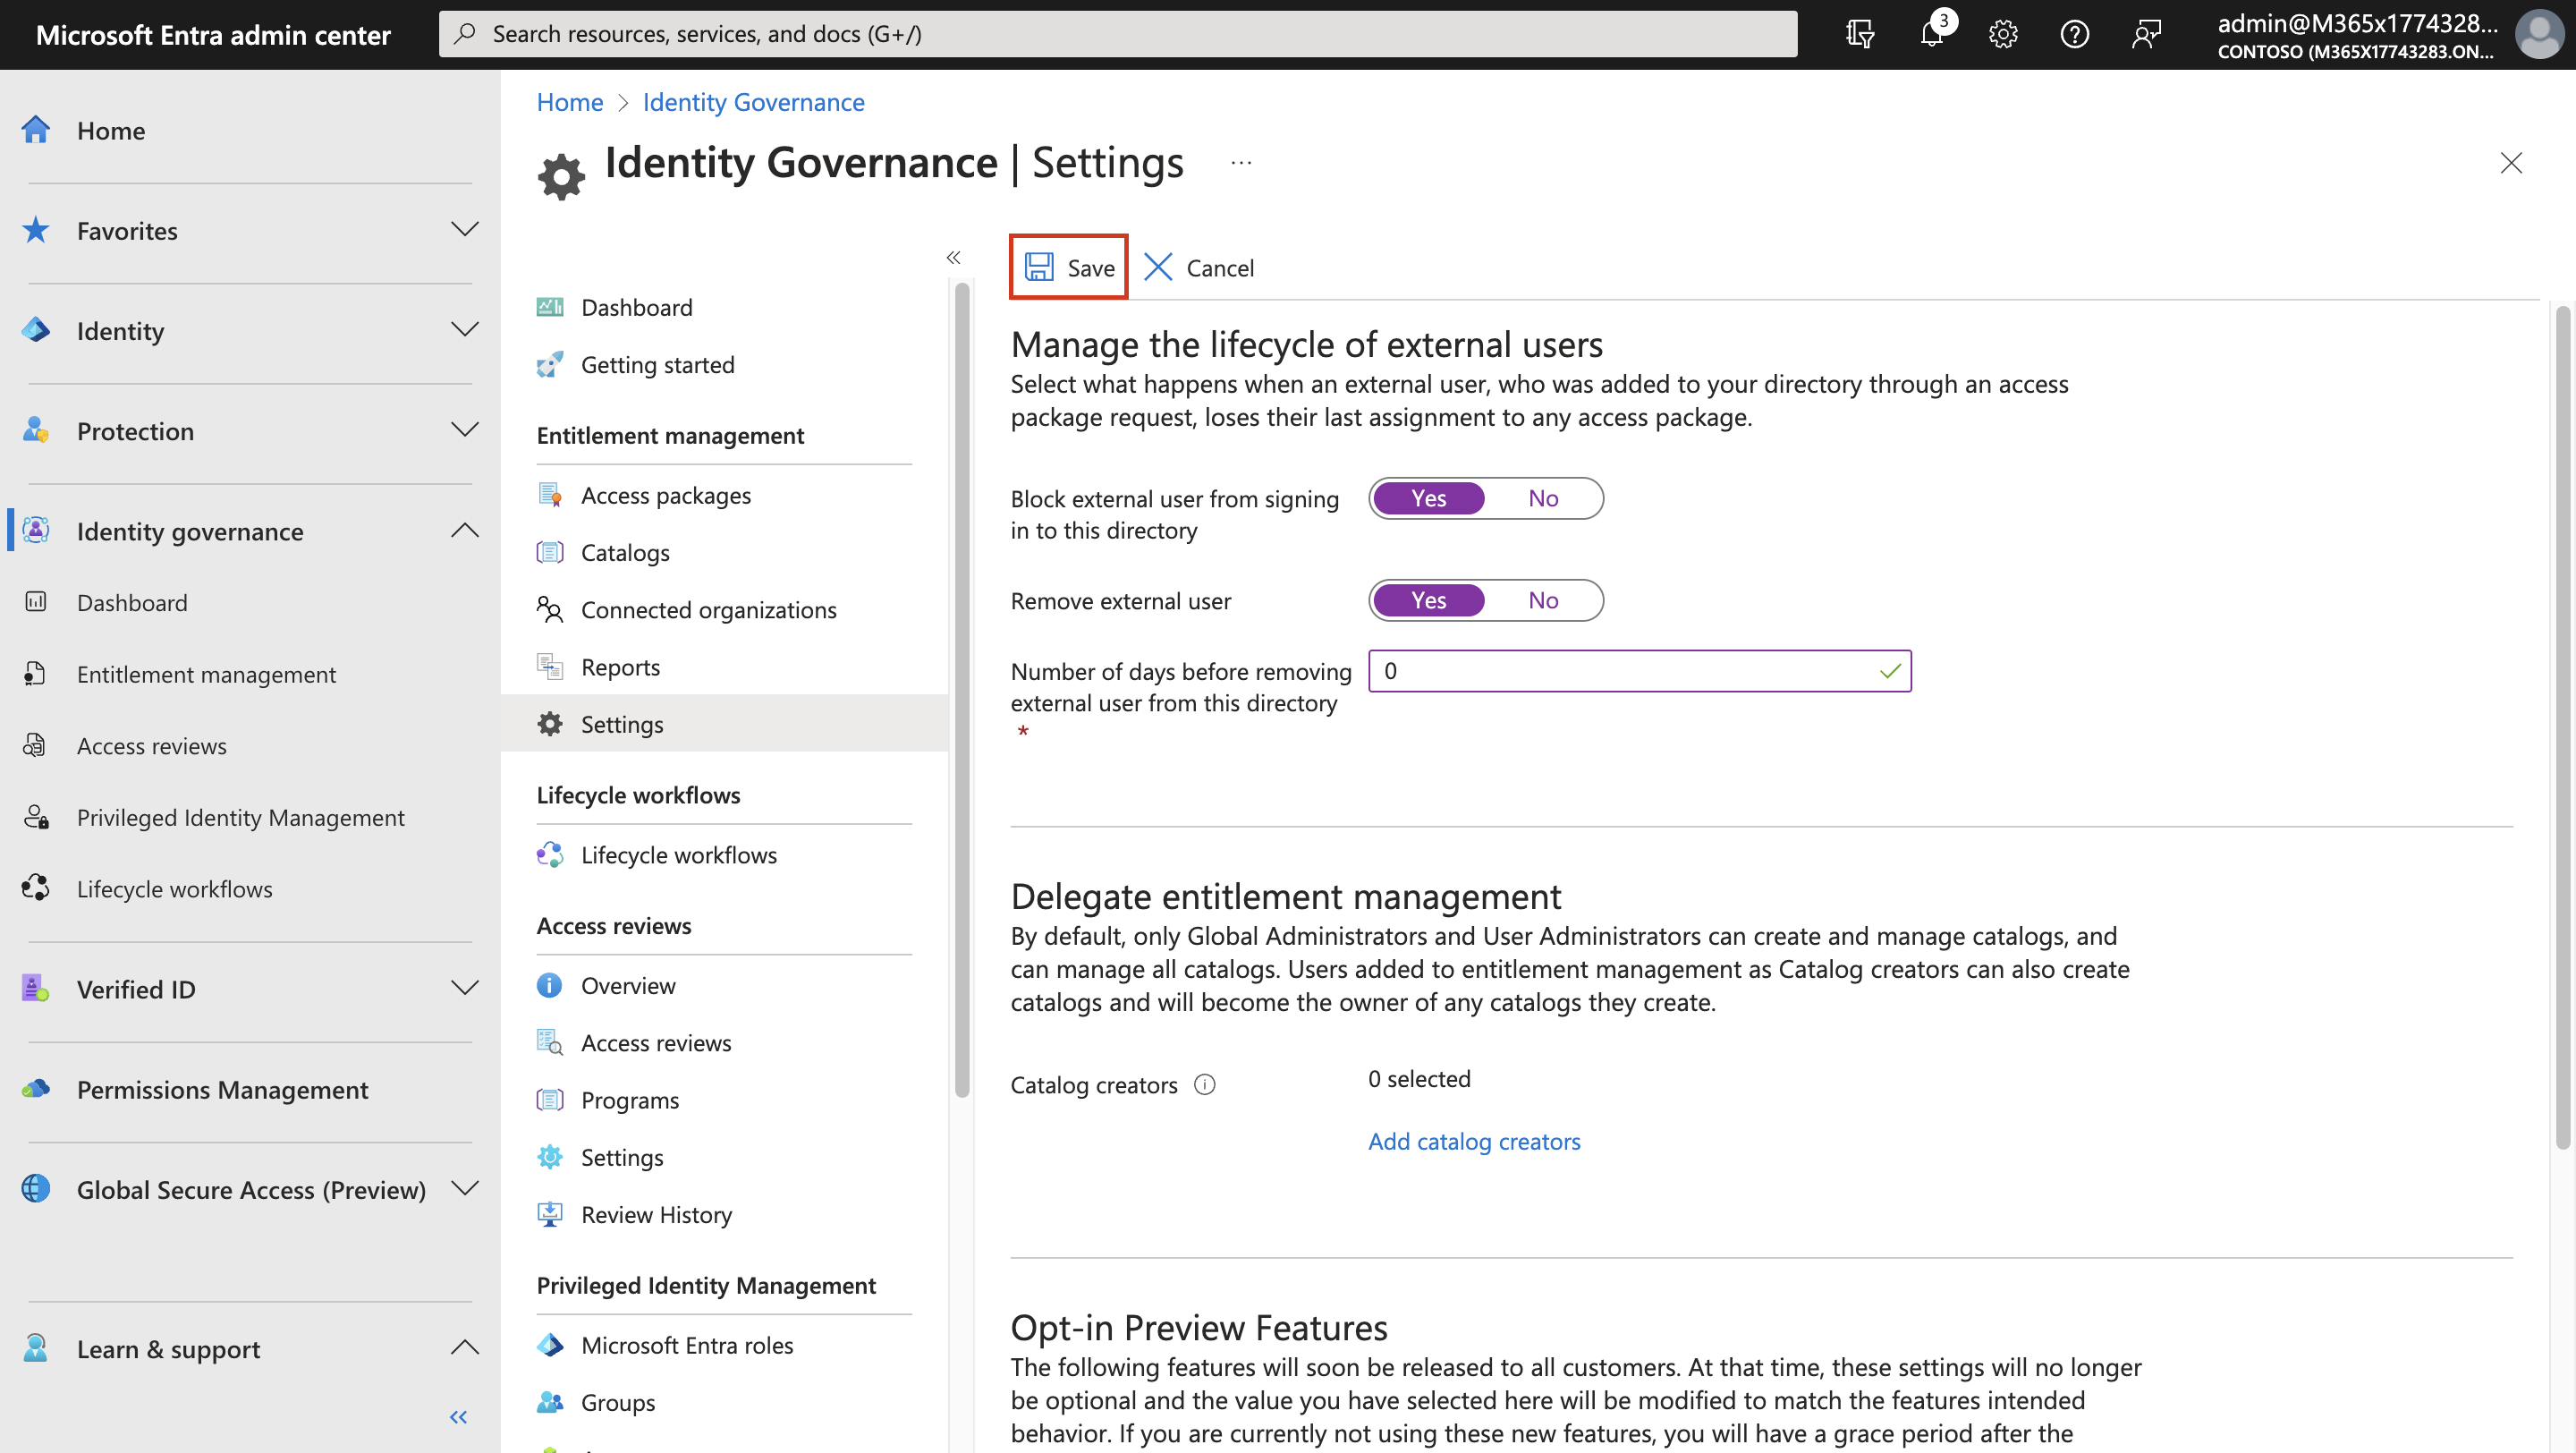 Microsoft Entra admin center
Search resources, services, and docs (G+/)
3
admin@M365x1774328...
CONTOSO (M365X17743283.ON...
Home
Favorites
Identity
Protection
Identity governance
Dashboard
Entitlement management
Access reviews
Privileged Identity Management
Lifecycle workflows
Verified ID
Permissions Management
Global Secure Access (Preview)
Learn & support
Home > Identity Governance
Identity Governance | Settings ...
Dashboard
Getting started
Entitlement management
Access packages
Catalogs
Connected organizations
Reports
Settings
Lifecycle workflows
Lifecycle workflows
Access reviews
Overview
Access reviews
Programs
Settings
Review History
Privileged Identity Management
Microsoft Entra roles
Groups
Save Cancel
Manage the lifecycle of external users
Select what happens when an external user, who was added to your directory through an access
package request, loses their last assignment to any access package.
Block external user from signing
in to this directory
Yes No
Remove external user
Yes No
Number of days before removing
external user from this directory
*
0
Delegate entitlement management
By default, only Global Administrators and User Administrators can create and manage catalogs, and
can manage all catalogs. Users added to entitlement management as Catalog creators can also create
catalogs and will become the owner of any catalogs they create.
Catalog creators
0 selected
Add catalog creators
Opt-in Preview Features
The following features will soon be released to all customers. At that time, these settings will no longer
be optional and the value you have selected here will be modified to match the features intended
behavior. If you are currently not using these new features, you will have a grace period after the